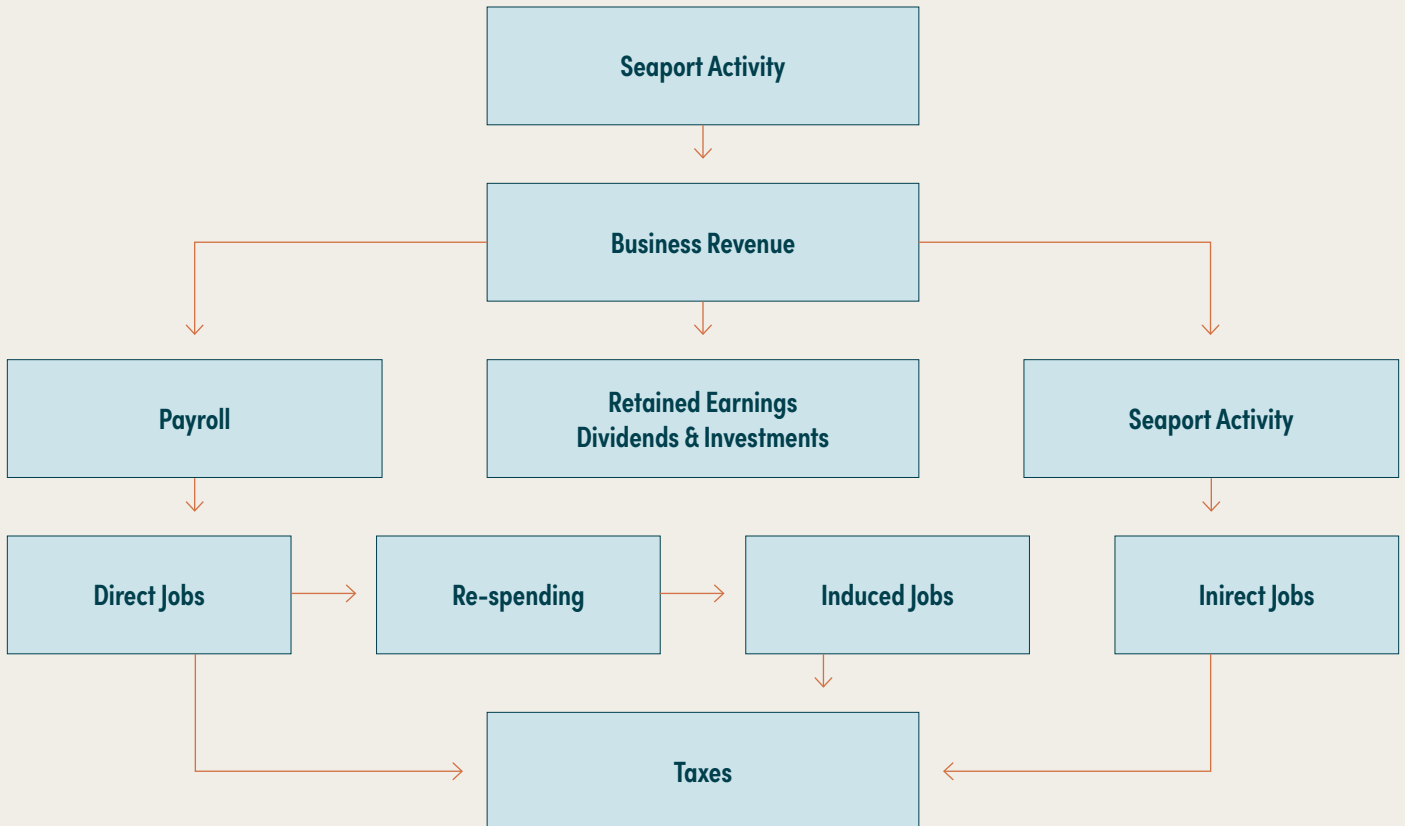 Seaport Activity
Business Revenue
Payroll
Retained Earnings
Dividends & Investments
Seaport Activity
Direct Jobs
Re-spending
Induced Jobs
Inirect Jobs
Taxes